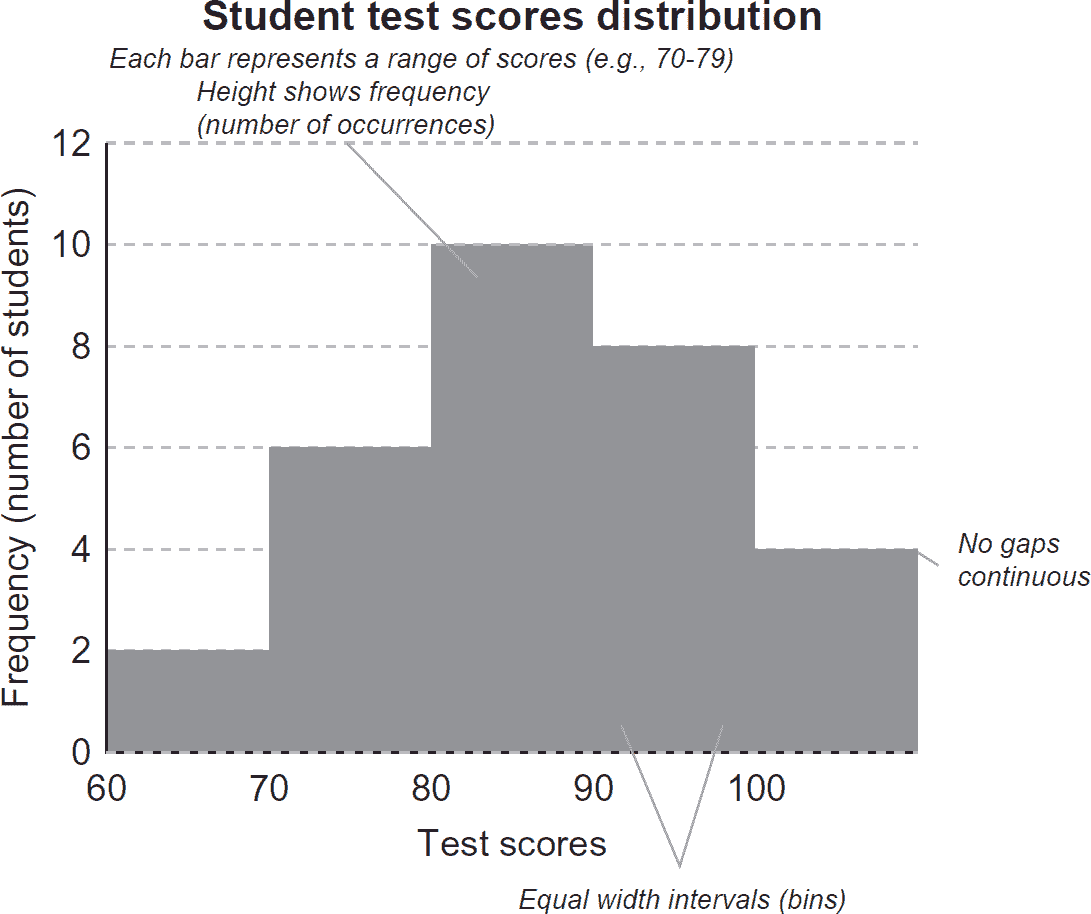 Student test scores distribution
Each bar represents a range of scores (e.g., 70-79)
Height shows frequency
(number of occurrences)
12
10
8
6
4
2
0
Frequency (number of students)
No gaps
continuous
60 70 80 90 100
Test scores
Equal width intervals (bins)